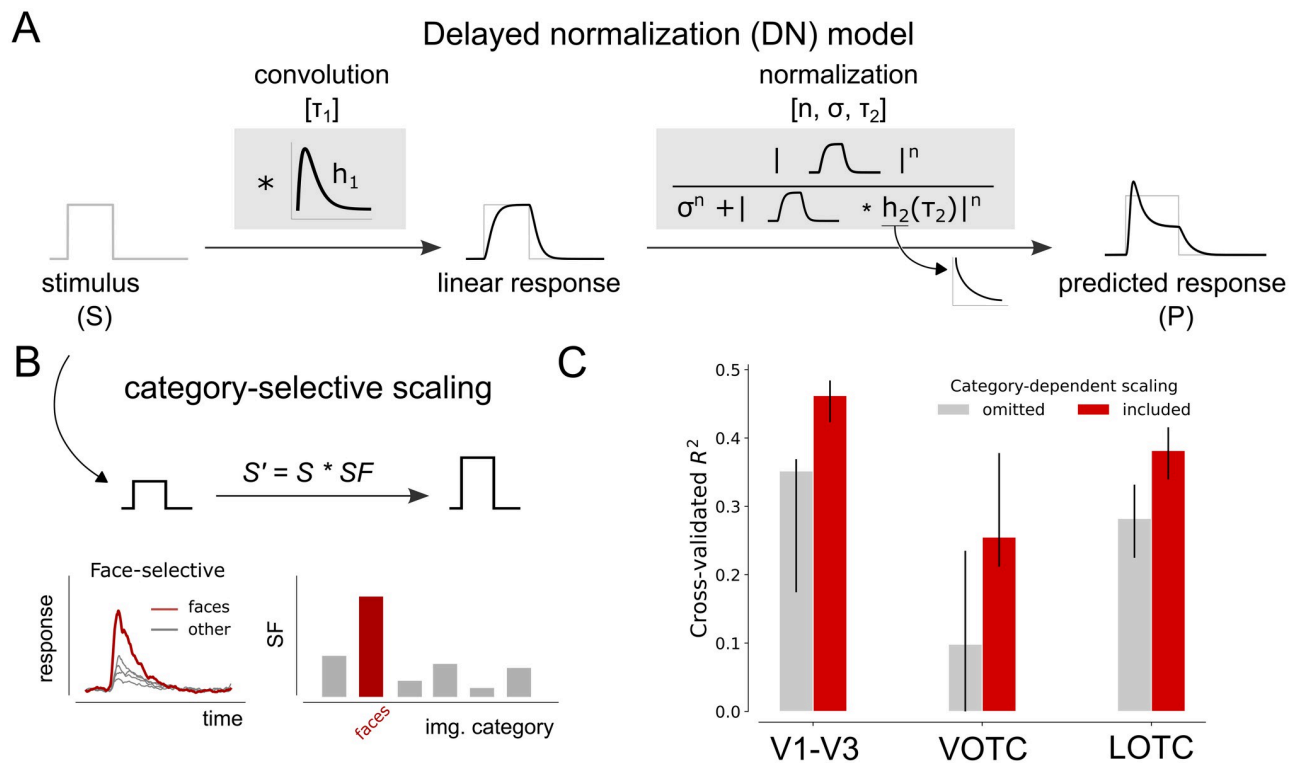 A
Delayed normalization (DN) model
convolution
[τ₁]
* h₁
normalization
[n, σ, τ₂]
| |ⁿ
σⁿ + | * h₂(τ₂)|ⁿ
stimulus
(S)
linear response
predicted response
(P)
B
category-selective scaling
S' = S * SF
Face-selective
faces
other
response
time
SF
faces
img. category
C
Category-dependent scaling
omitted
included
Cross-validated R²
0.5
0.4
0.3
0.2
0.1
0.0
V1-V3
VOTC
LOTC